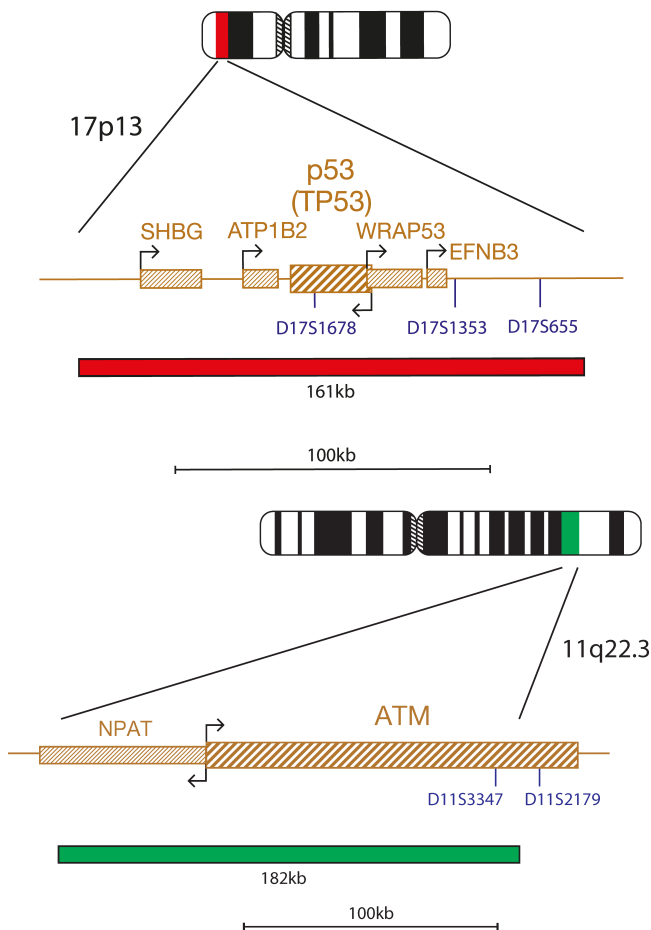 17p13
p53
(TP53)
SHBG
ATP1B2
WRAP53
EFNB3
D17S1678
D17S1353
D17S655
161kb
100kb
11q22.3
NPAT
ATM
D11S3347
D11S2179
182kb
100kb